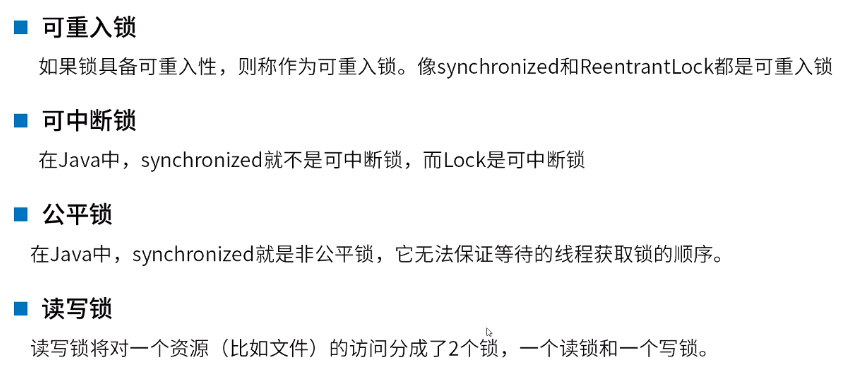 可重入锁
如果锁具备可重入性，则称作为可重入锁。像synchronized和ReentrantLock都是可重入锁
可中断锁
在Java中，synchronized就不是可中断锁，而Lock是可中断锁
公平锁
在Java中，synchronized就是非公平锁，它无法保证等待的线程获取锁的顺序。
读写锁
读写锁将对一个资源（比如文件）的访问分成了2个锁，一个读锁和一个写锁。